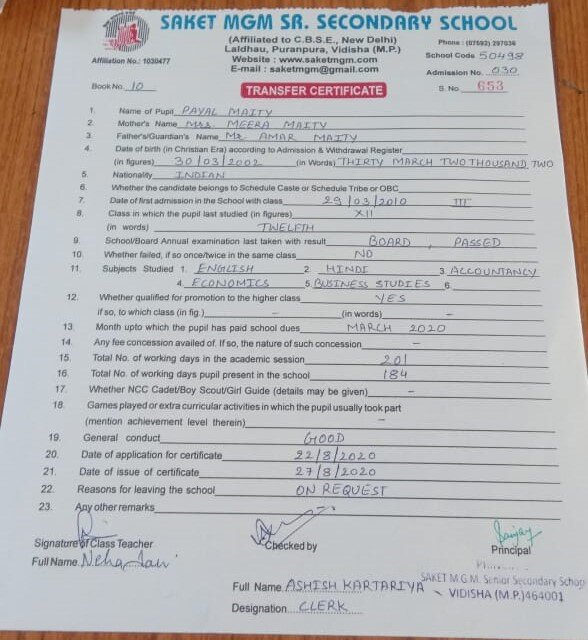 SAKET MGM SR. SECONDARY SCHOOL
(Affiliated to C.B.S.E., New Delhi)
Laldhau, Puranpura, Vidisha (M.P.)
Phone : (07592) 297036
Affiliation No.: 1030477
Website : www.saketmgm.com
School Code 50498
E-mail : saketmgm@gmail.com
Admission No. 030
Book No. 10
TRANSFER CERTIFICATE
S. No. 653
1. Name of Pupil PAYAL MAITY
2. Mother's Name MRS. MEERA MAITY
3. Father's/Guardian's Name MR AMAR MAITY
4. Date of birth (in Christian Era) according to Admission & Withdrawal Register
(in figures) 30/03/2002 (in Words) THIRTY MARCH TWO THOUSAND TWO
5. Nationality INDIAN
6. Whether the candidate belongs to Schedule Caste or Schedule Tribe or OBC
7. Date of first admission in the School with class 29/03/2010 III
8. Class in which the pupil last studied (in figures) XII
(in words) TWELFTH
9. School/Board Annual examination last taken with result BOARD, PASSED
10. Whether failed, if so once/twice in the same class NO
11. Subjects Studied 1. ENGLISH 2. HINDI 3. ACCOUNTANCY
4. ECONOMICS 5. BUSINESS STUDIES 6.
12. Whether qualified for promotion to the higher class YES
if so, to which class (in fig.) - (in words) -
13. Month upto which the pupil has paid school dues MARCH 2020
14. Any fee concession availed of. If so, the nature of such concession -
15. Total No. of working days in the academic session 201
16. Total No. of working days pupil present in the school 184
17. Whether NCC Cadet/Boy Scout/Girl Guide (details may be given) -
18. Games played or extra curricular activities in which the pupil usually took part
(mention achievement level therein) -
19. General conduct GOOD
20. Date of application for certificate 22/8/2020
21. Date of issue of certificate 27/8/2020
22. Reasons for leaving the school ON REQUEST
23. Any other remarks
Sanjay
Signature of Class Teacher Checked by Principal
Full Name Neha
Full Name ASHISH KARTARIYA
SAKET M.G.M. Senior Secondary School
VIDISHA (M.P.) 464001
Designation CLERK